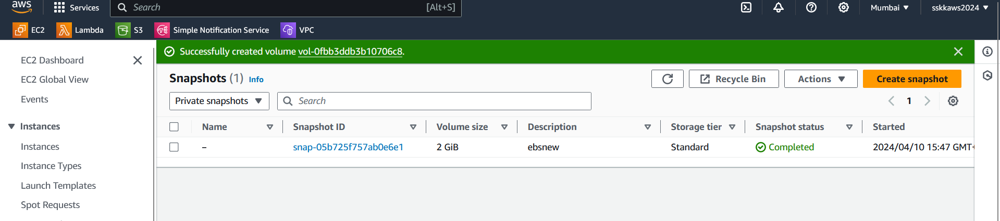 aws Services Search [Alt+S] Mumbai sskkaws2024
EC2 Lambda S3 Simple Notification Service VPC
Successfully created volume vol-0fbb3ddb3b10706c8.
EC2 Dashboard
EC2 Global View
Events
Instances
Instances
Instance Types
Launch Templates
Spot Requests
Snapshots (1) Info Recycle Bin Actions Create snapshot
Private snapshots Search 1
Name Snapshot ID Volume size Description Storage tier Snapshot status Started
– snap-05b725f757ab0e6e1 2 GiB ebsnew Standard Completed 2024/04/10 15:47 GMT+